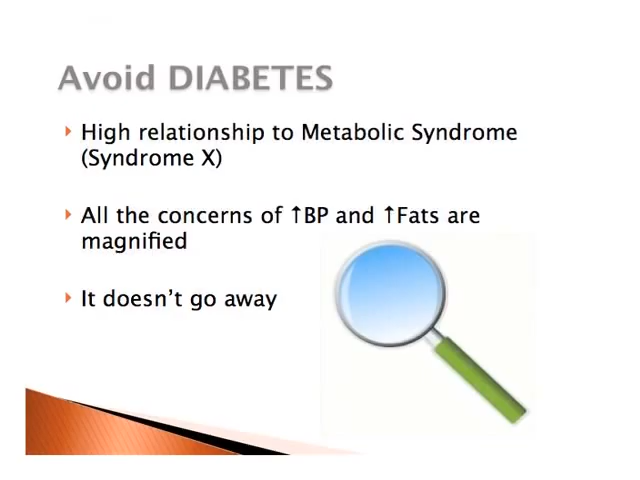 Avoid DIABETES
High relationship to Metabolic Syndrome
(Syndrome X)
All the concerns of ↑BP and ↑Fats are
magnified
It doesn’t go away